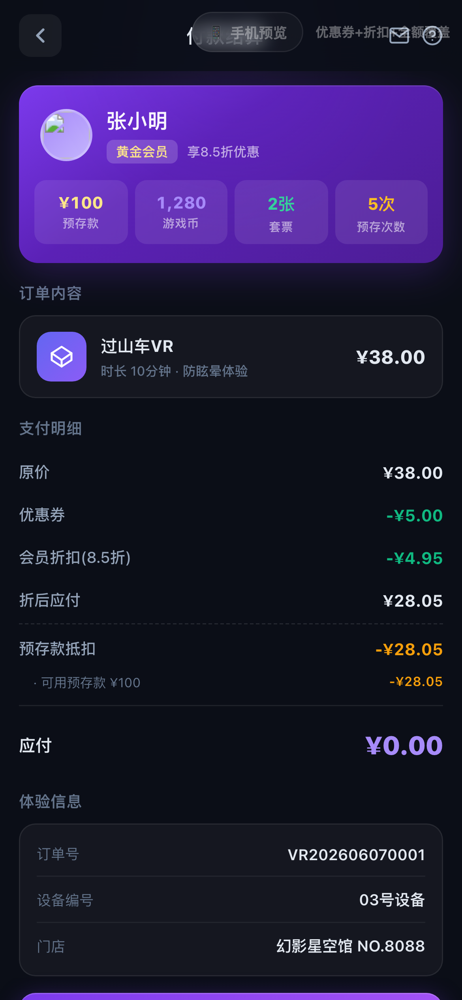 付款结算
手机预览
优惠券+折扣+全额覆盖
张小明
黄金会员 享8.5折优惠
¥100 1,280 2张 5次
预存款 游戏币 套票 预存次数
订单内容
过山车VR
时长 10分钟 · 防眩晕体验
¥38.00
支付明细
原价 ¥38.00
优惠券 -¥5.00
会员折扣(8.5折) -¥4.95
折后应付 ¥28.05
预存款抵扣 -¥28.05
· 可用预存款 ¥100 -¥28.05
应付 ¥0.00
体验信息
订单号 VR202606070001
设备编号 03号设备
门店 幻影星空馆 NO.8088